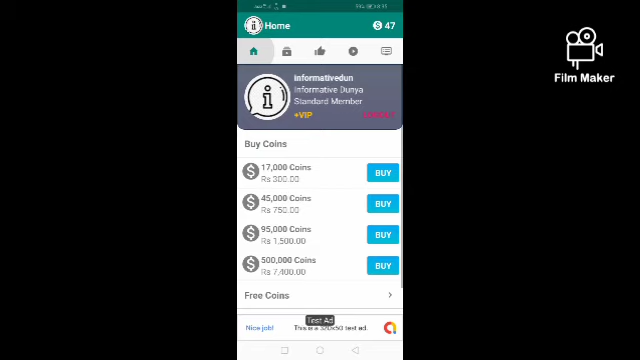 Home
47
Film Maker
informativedun
Informative Dunya
Standard Member
+VIP
Buy Coins
17,000 Coins
Rs 300.00
BUY
45,000 Coins
Rs 750.00
BUY
95,000 Coins
Rs 1,500.00
BUY
500,000 Coins
Rs 7,400.00
BUY
Free Coins
Test Ad
Nice job!
This is a 320x50 test ad.